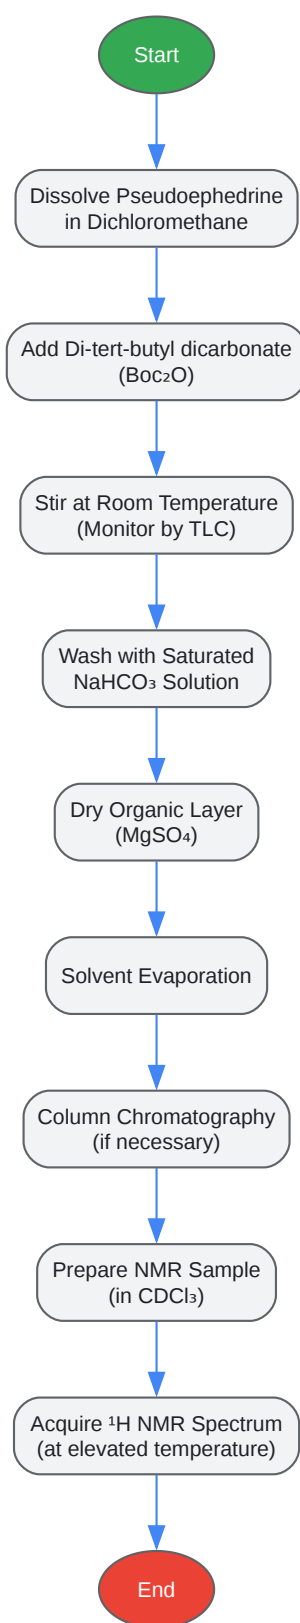 Start
Dissolve Pseudoephedrine
in Dichloromethane
Add Di-tert-butyl dicarbonate
(Boc₂O)
Stir at Room Temperature
(Monitor by TLC)
Wash with Saturated
NaHCO₃ Solution
Dry Organic Layer
(MgSO₄)
Solvent Evaporation
Column Chromatography
(if necessary)
Prepare NMR Sample
(in CDCl₃)
Acquire ¹H NMR Spectrum
(at elevated temperature)
End